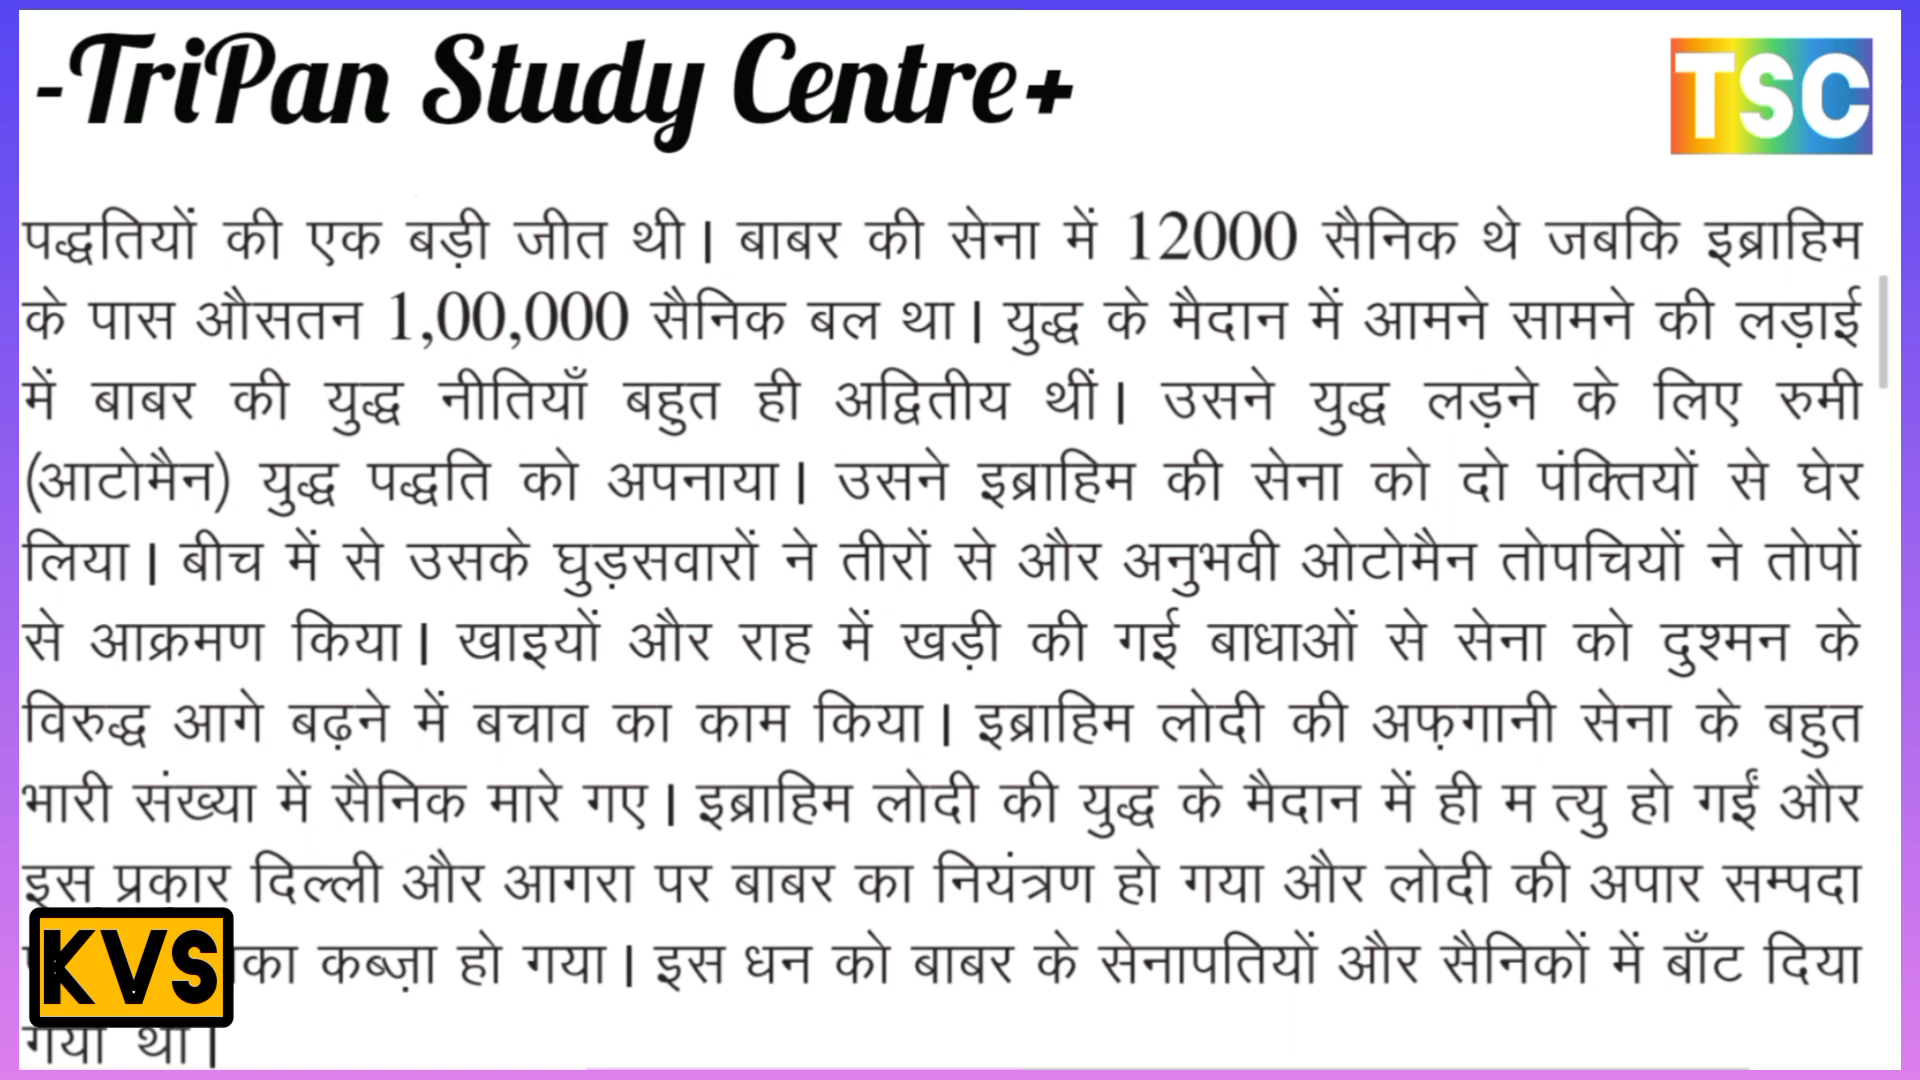 -TriPan Study Centre+
TSC
पद्धतियों की एक बड़ी जीत थी। बाबर की सेना में 12000 सैनिक थे जबकि इब्राहिम
के पास औसतन 1,00,000 सैनिक बल था। युद्ध के मैदान में आमने सामने की लड़ाई
में बाबर की युद्ध नीतियाँ बहुत ही अद्वितीय थीं। उसने युद्ध लड़ने के लिए रुमी
(आटोमैन) युद्ध पद्धति को अपनाया। उसने इब्राहिम की सेना को दो पंक्तियों से घेर
लिया। बीच में से उसके घुड़सवारों ने तीरों से और अनुभवी ओटोमैन तोपचियों ने तोपों
से आक्रमण किया। खाइयों और राह में खड़ी की गई बाधाओं से सेना को दुश्मन के
विरुद्ध आगे बढ़ने में बचाव का काम किया। इब्राहिम लोदी की अफ़गानी सेना के बहुत
भारी संख्या में सैनिक मारे गए। इब्राहिम लोदी की युद्ध के मैदान में ही म त्यु हो गईं और
इस प्रकार दिल्ली और आगरा पर बाबर का नियंत्रण हो गया और लोदी की अपार सम्पदा
का कब्ज़ा हो गया। इस धन को बाबर के सेनापतियों और सैनिकों में बाँट दिया
KVS
गया था।